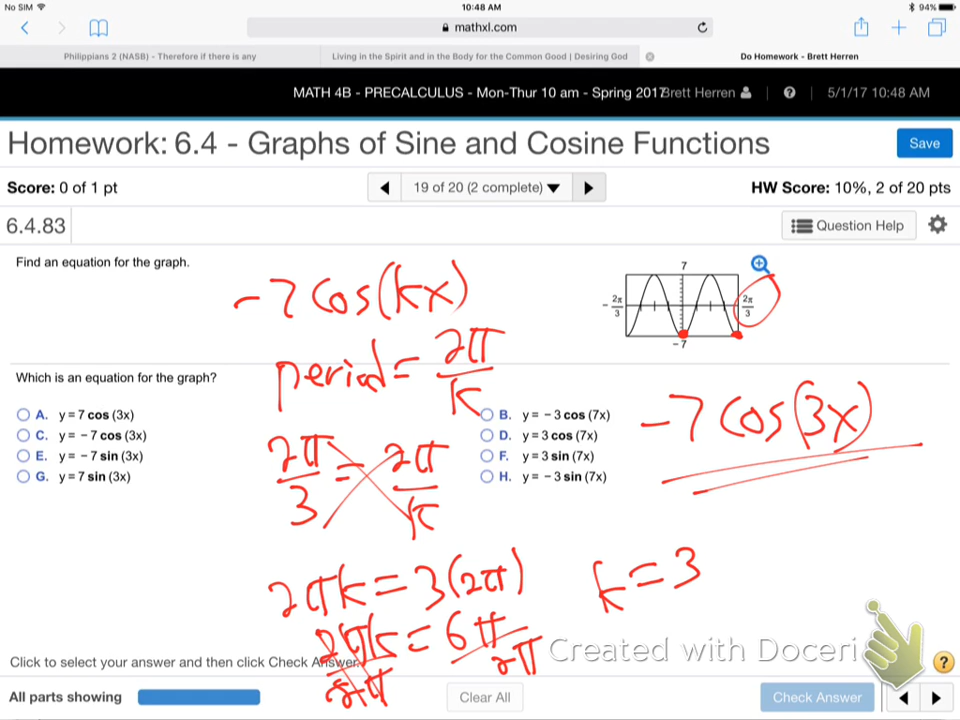 No SIM 10:48 AM 94%
mathxl.com
Philippians 2 (NASB) - Therefore if there is any Living in the Spirit and in the Body for the Common Good | Desiring God Do Homework - Brett Herren
MATH 4B - PRECALCULUS - Mon-Thur 10 am - Spring 2017 Brett Herren ? 5/1/17 10:48 AM
Homework: 6.4 - Graphs of Sine and Cosine Functions Save
Score: 0 of 1 pt 19 of 20 (2 complete) HW Score: 10%, 2 of 20 pts
6.4.83 Question Help
Find an equation for the graph.
-7 cos(kx)
7
-2π/3 2π/3
-7
period = 2π/k
Which is an equation for the graph?
A. y = 7 cos (3x) B. y = - 3 cos (7x)
C. y = - 7 cos (3x) D. y = 3 cos (7x)
E. y = - 7 sin (3x) F. y = 3 sin (7x)
G. y = 7 sin (3x) H. y = - 3 sin (7x)
-7 cos(3x)
2π/3 = 2π/k
2πk = 3(2π) k = 3
2πk/2π = 6π/2π
Created with Doceri
Click to select your answer and then click Check Answer. ?
All parts showing Clear All Check Answer